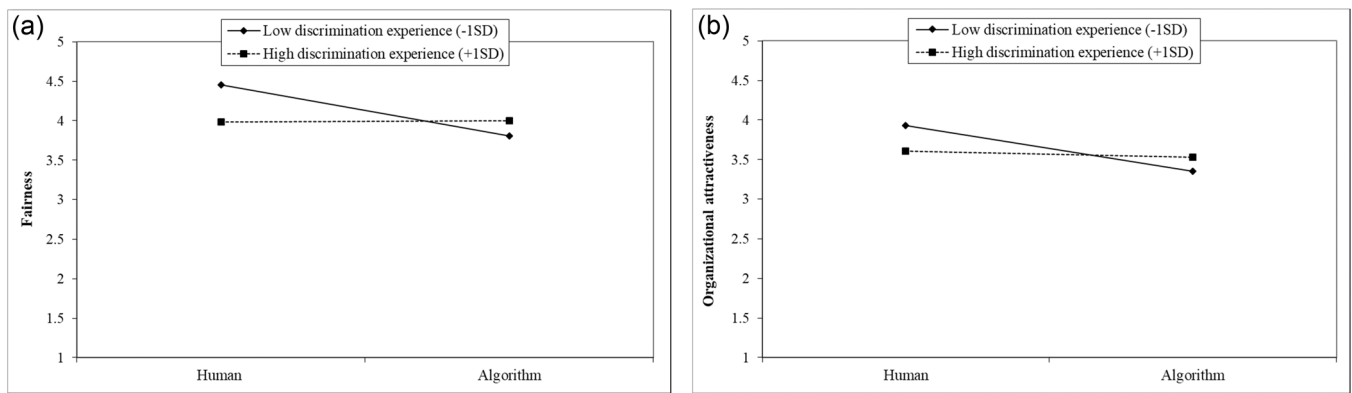 (a)
Low discrimination experience (-1SD)
High discrimination experience (+1SD)
5
4.5
4
3.5
3
2.5
2
1.5
1
Fairness
Human
Algorithm
(b)
Low discrimination experience (-1SD)
High discrimination experience (+1SD)
5
4.5
4
3.5
3
2.5
2
1.5
1
Organizational attractiveness
Human
Algorithm